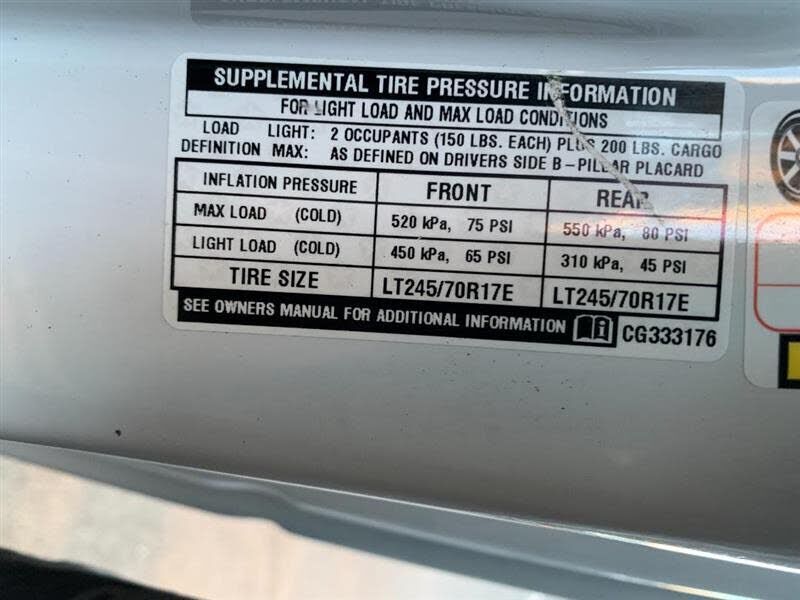 SUPPLEMENTAL TIRE PRESSURE INFORMATION
FOR LIGHT LOAD AND MAX LOAD CONDITIONS
LOAD LIGHT: 2 OCCUPANTS (150 LBS. EACH) PLUS 200 LBS. CARGO
DEFINITION MAX: AS DEFINED ON DRIVERS SIDE B-PILLAR PLACARD
INFLATION PRESSURE FRONT REAR
MAX LOAD (COLD) 520 kPa, 75 PSI 550 kPa, 80 PSI
LIGHT LOAD (COLD) 450 kPa, 65 PSI 310 kPa, 45 PSI
TIRE SIZE LT245/70R17E LT245/70R17E
SEE OWNERS MANUAL FOR ADDITIONAL INFORMATION CG333176